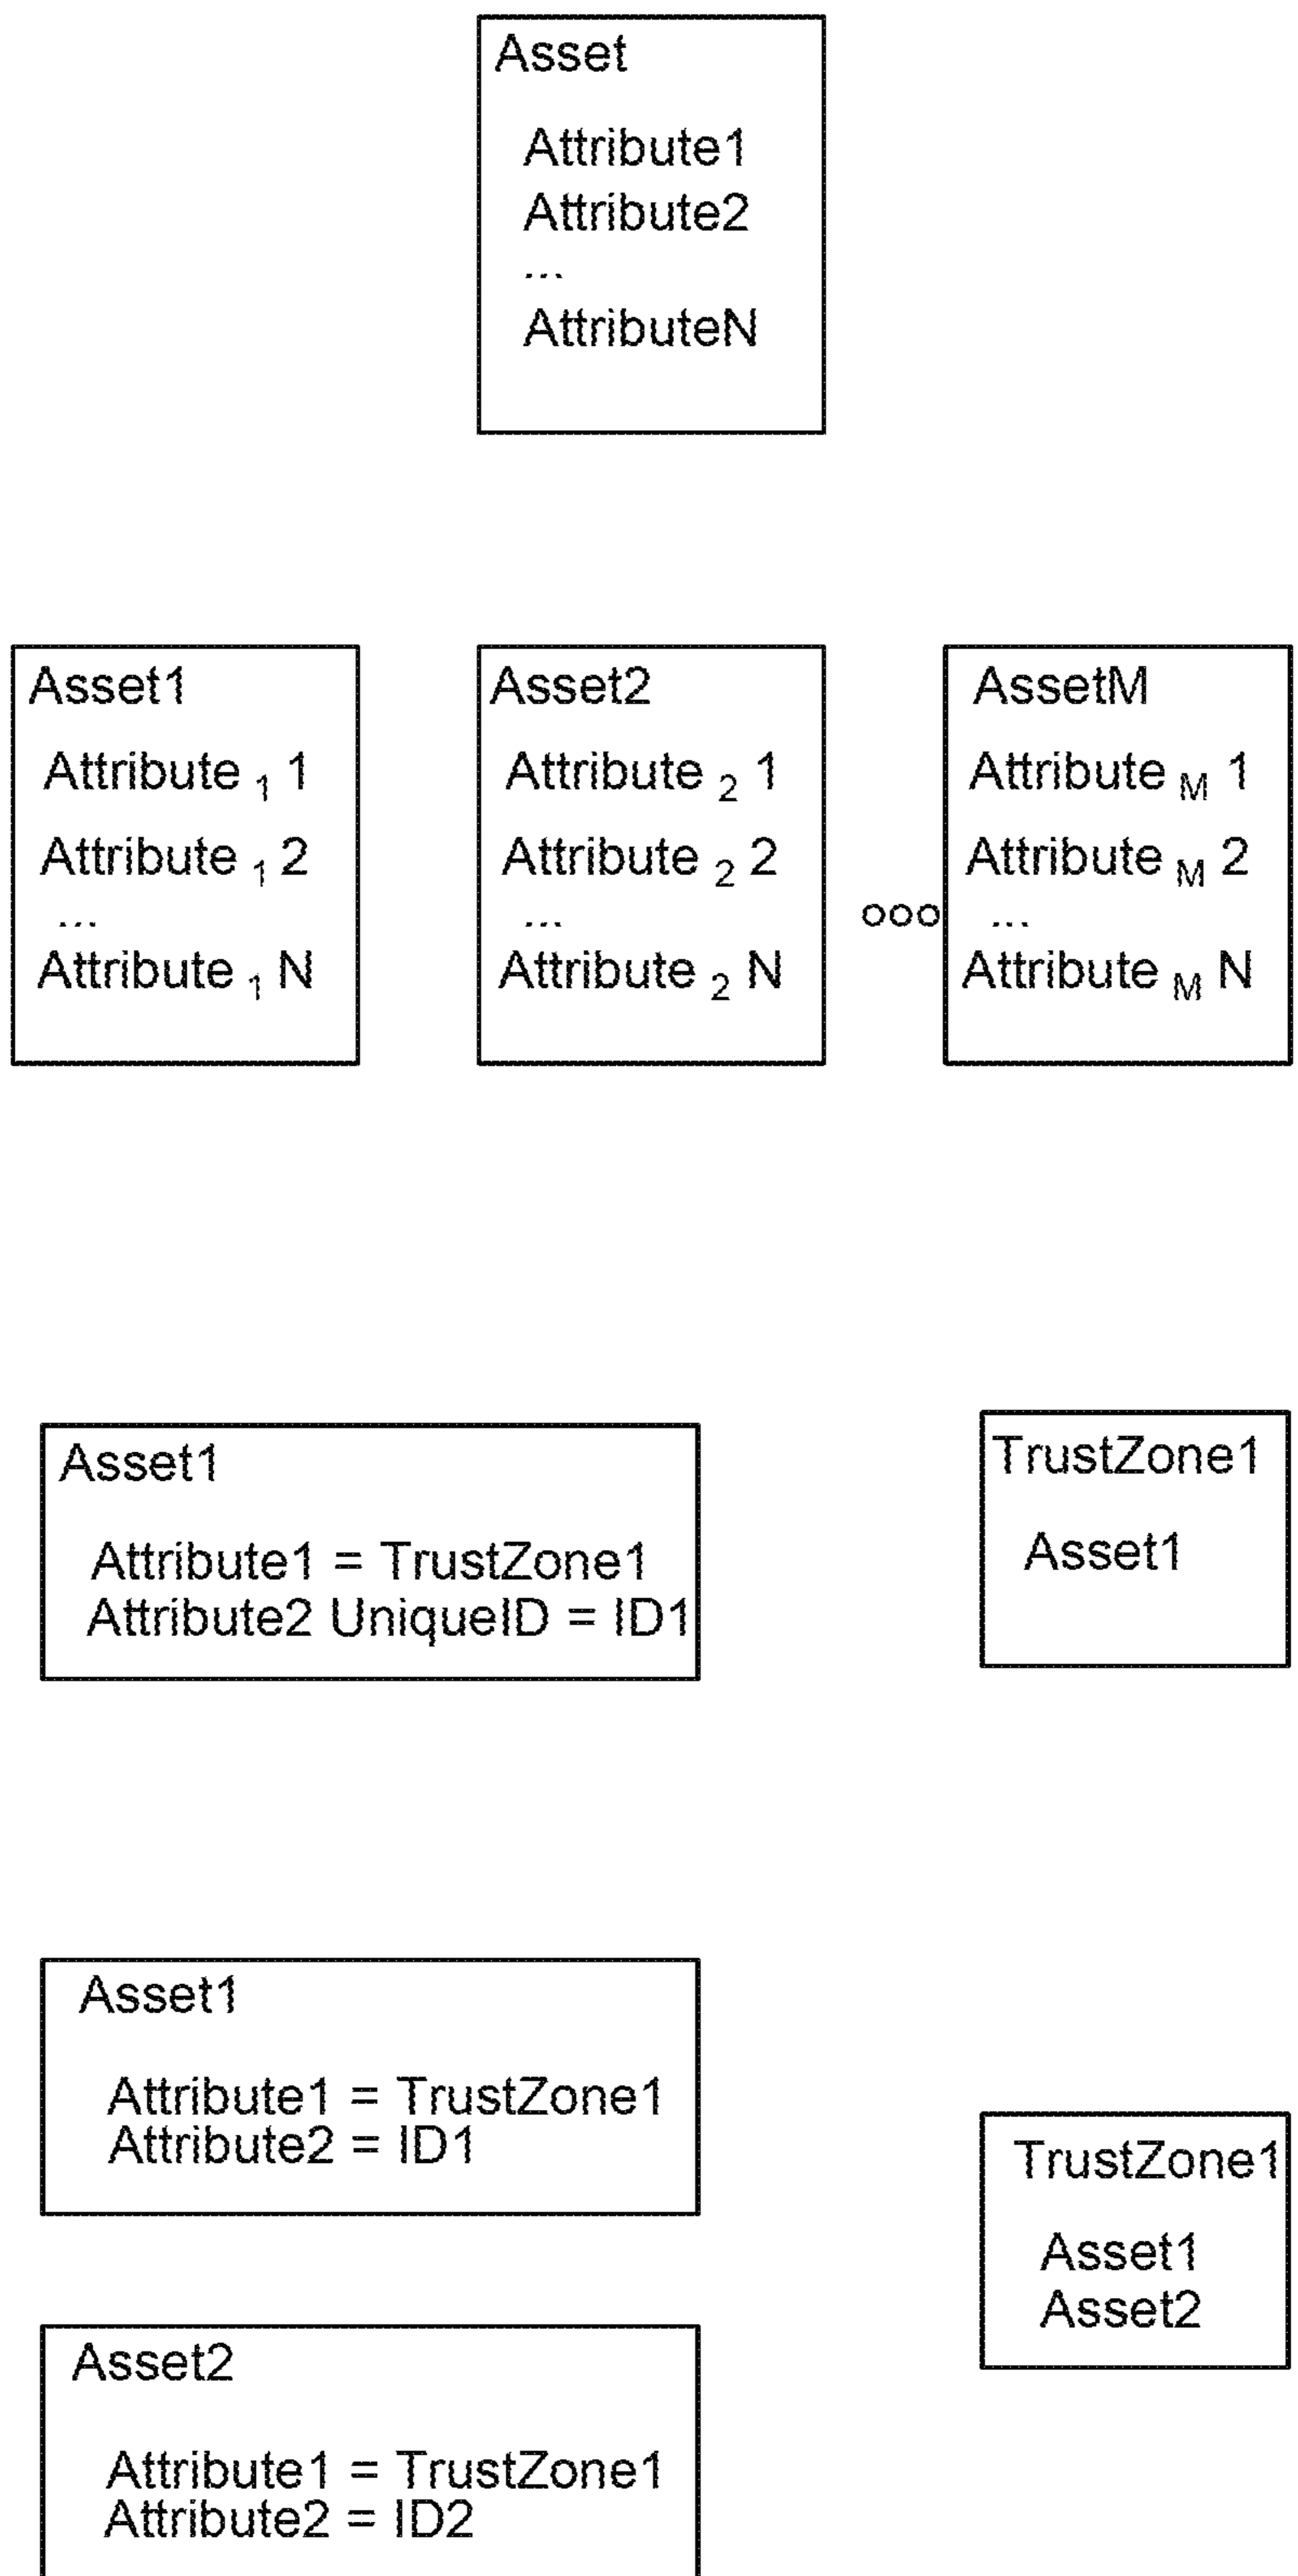 Asset
Attribute1
Attribute2
...
AttributeN
Asset1
Attribute 1 1
Attribute 1 2
...
Attribute 1 N
Asset2
Attribute 2 1
Attribute 2 2
...
Attribute 2 N
ooo
AssetM
Attribute M 1
Attribute M 2
...
Attribute M N
Asset1
Attribute1 = TrustZone1
Attribute2 UniqueID = ID1
TrustZone1
Asset1
Asset1
Attribute1 = TrustZone1
Attribute2 = ID1
TrustZone1
Asset1
Asset2
Asset2
Attribute1 = TrustZone1
Attribute2 = ID2